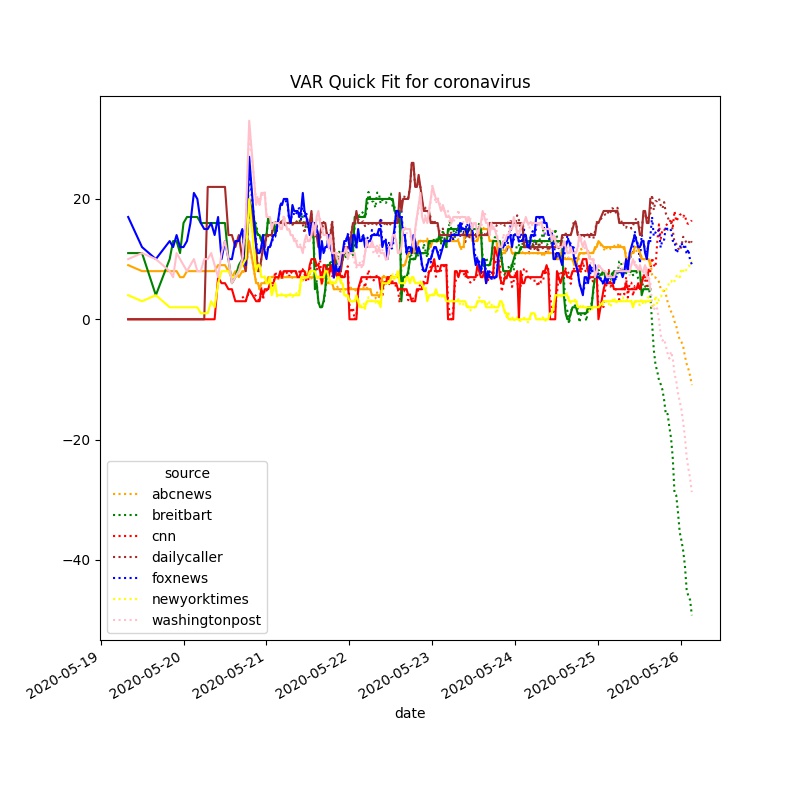 VAR Quick Fit for coronavirus
20
0
−20
−40
source
abcnews
breitbart
cnn
dailycaller
foxnews
newyorktimes
washingtonpost
2020-05-19
2020-05-20
2020-05-21
2020-05-22
2020-05-23
2020-05-24
2020-05-25
2020-05-26
date